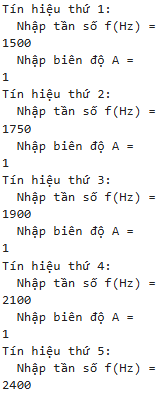 Tín hiệu thứ 1:
Nhập tần số f(Hz) =
1500
Nhập biên độ A =
1
Tín hiệu thứ 2:
Nhập tần số f(Hz) =
1750
Nhập biên độ A =
1
Tín hiệu thứ 3:
Nhập tần số f(Hz) =
1900
Nhập biên độ A =
1
Tín hiệu thứ 4:
Nhập tần số f(Hz) =
2100
Nhập biên độ A =
1
Tín hiệu thứ 5:
Nhập tần số f(Hz) =
2400